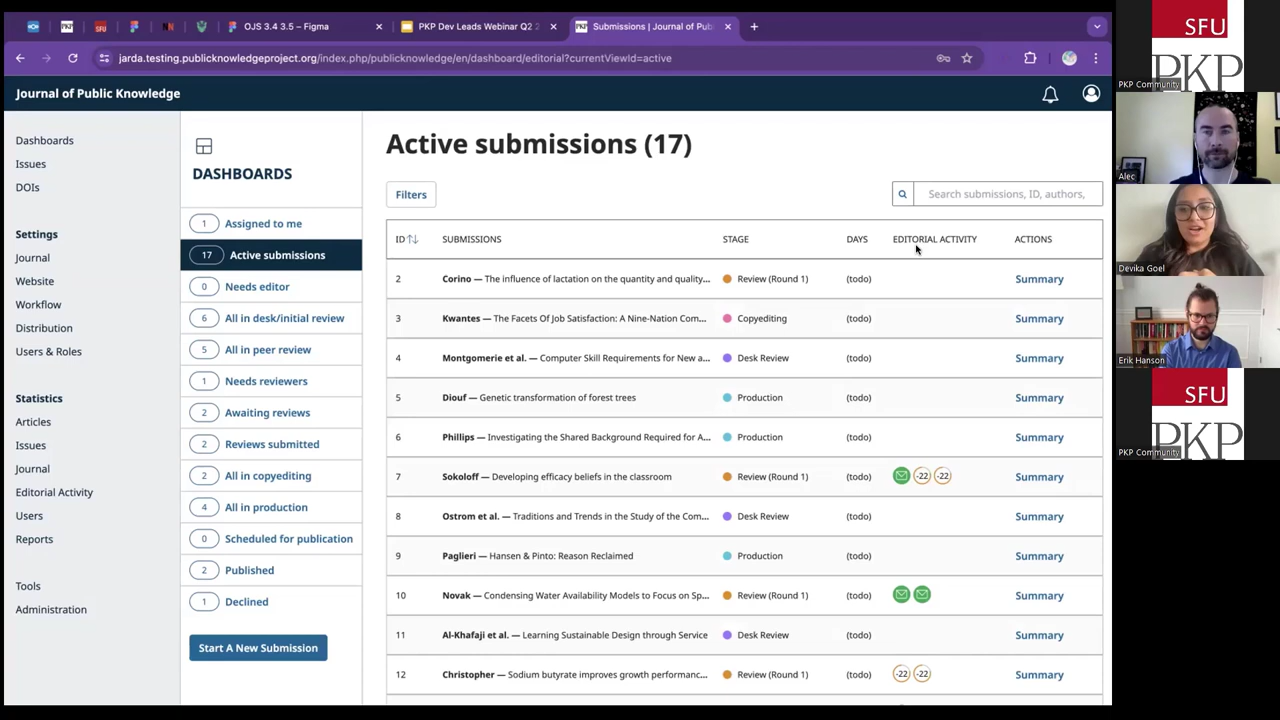 OJS 3.4 3.5 – Figma
PKP Dev Leads Webinar Q2 2
Submissions | Journal of Pub
jarda.testing.publicknowledgeproject.org/index.php/publicknowledge/en/dashboard/editorial?currentViewId=active
Journal of Public Knowledge
Dashboards
Issues
DOIs
Settings
Journal
Website
Workflow
Distribution
Users & Roles
Statistics
Articles
Issues
Journal
Editorial Activity
Users
Reports
Tools
Administration
DASHBOARDS
1 Assigned to me
17 Active submissions
0 Needs editor
6 All in desk/initial review
5 All in peer review
1 Needs reviewers
2 Awaiting reviews
2 Reviews submitted
2 All in copyediting
4 All in production
0 Scheduled for publication
2 Published
1 Declined
Start A New Submission
Active submissions (17)
Filters
Search submissions, ID, authors,
ID SUBMISSIONS STAGE DAYS EDITORIAL ACTIVITY ACTIONS
2 Corino — The influence of lactation on the quantity and quality... Review (Round 1) (todo) Summary
3 Kwantes — The Facets Of Job Satisfaction: A Nine-Nation Com... Copyediting (todo) Summary
4 Montgomerie et al. — Computer Skill Requirements for New a... Desk Review (todo) Summary
5 Diouf — Genetic transformation of forest trees Production (todo) Summary
6 Phillips — Investigating the Shared Background Required for A... Production (todo) Summary
7 Sokoloff — Developing efficacy beliefs in the classroom Review (Round 1) (todo) -22 -22 Summary
8 Ostrom et al. — Traditions and Trends in the Study of the Com... Desk Review (todo) Summary
9 Paglieri — Hansen & Pinto: Reason Reclaimed Production (todo) Summary
10 Novak — Condensing Water Availability Models to Focus on Sp... Review (Round 1) (todo) Summary
11 Al-Khafaji et al. — Learning Sustainable Design through Service Desk Review (todo) Summary
12 Christopher — Sodium butyrate improves growth performanc... Review (Round 1) (todo) -22 -22 Summary
SFU
PKP
PKP Community
Alec
Devika Goel
Erik Hanson
SFU
PKP
PKP Community